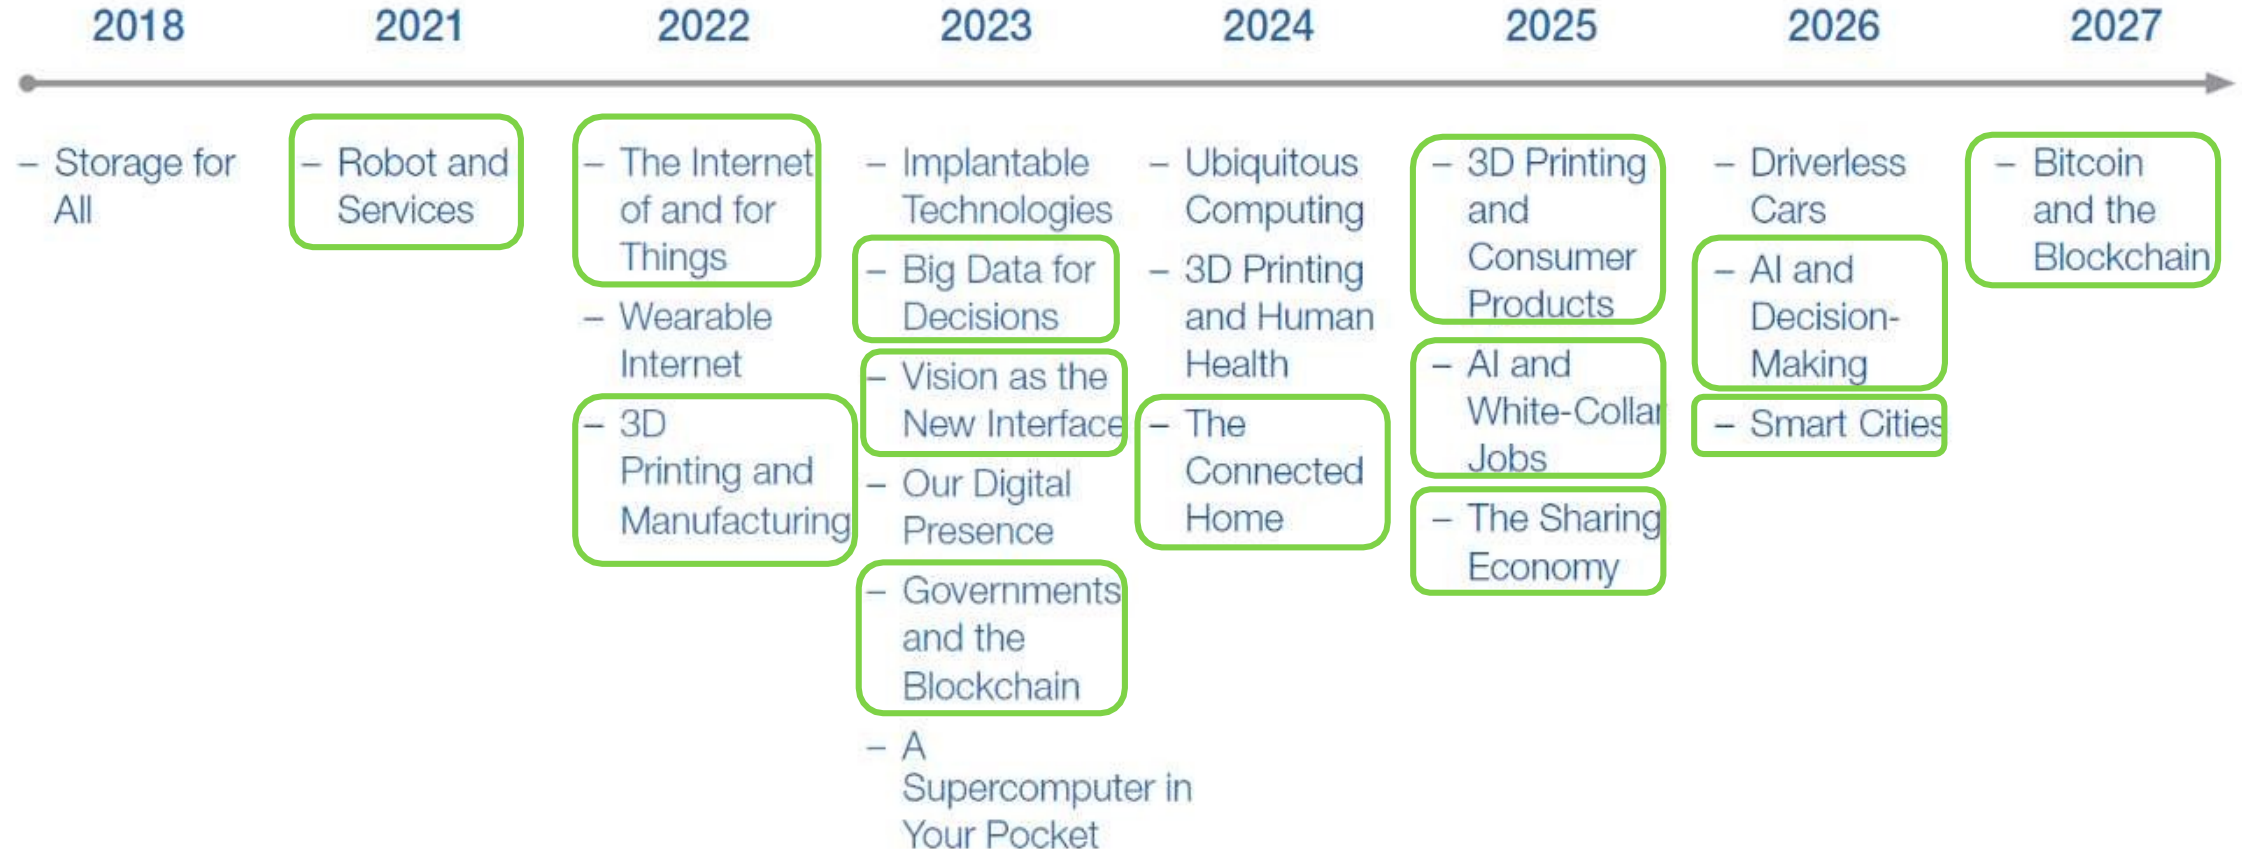 2018 2021 2022 2023 2024 2025 2026 2027
– Storage for
All
– Robot and
Services
– The Internet
of and for
Things
– Wearable
Internet
– 3D
Printing and
Manufacturing
– Implantable
Technologies
– Big Data for
Decisions
– Vision as the
New Interface
– Our Digital
Presence
– Governments
and the
Blockchain
– A
Supercomputer in
Your Pocket
– Ubiquitous
Computing
– 3D Printing
and Human
Health
– The
Connected
Home
– 3D Printing
and
Consumer
Products
– AI and
White-Collar
Jobs
– The Sharing
Economy
– Driverless
Cars
– AI and
Decision-
Making
– Smart Cities
– Bitcoin
and the
Blockchain